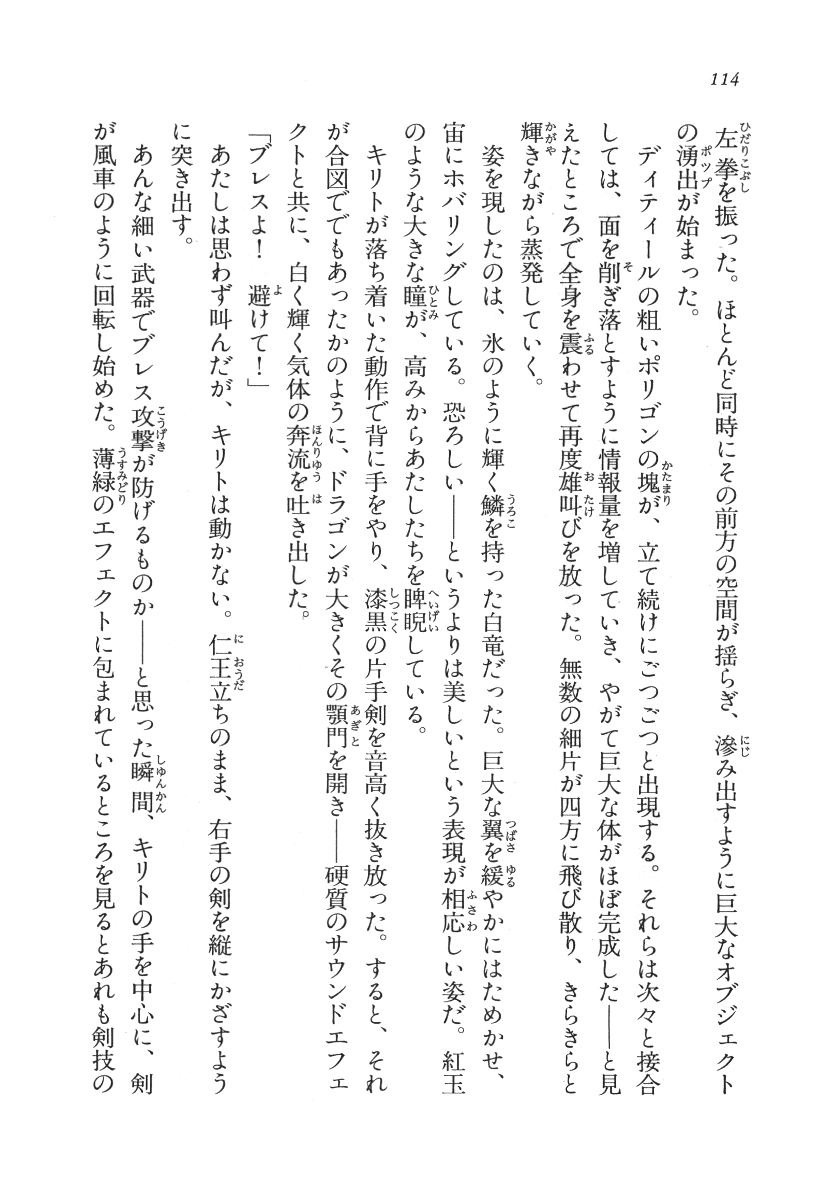 114
左拳を振った。ほとんど同時にその前方の空間が揺らぎ、滲み出すように巨大なオブジェクト
の湧出が始まった。
　ディティールの粗いポリゴンの塊が、立て続けにごつごつと出現する。それらは次々と接合
しては、面を削ぎ落とすように情報量を増していき、やがて巨大な体がほぼ完成した――と見
えたところで全身を震わせて再度雄叫びを放った。無数の細片が四方に飛び散り、きらきらと
輝きながら蒸発していく。
　姿を現したのは、氷のように輝く鱗を持った白竜だった。巨大な翼を緩やかにはためかせ、
宙にホバリングしている。恐ろしい――というよりは美しいという表現が相応しい姿だ。紅玉
のような大きな瞳が、高みからあたしたちを睥睨している。
　キリトが落ち着いた動作で背に手をやり、漆黒の片手剣を音高く抜き放った。すると、それ
が合図ででもあったかのように、ドラゴンが大きくその顎門を開き――硬質のサウンドエフェ
クトと共に、白く輝く気体の奔流を吐き出した。
「ブレスよ！　避けて！」
　あたしは思わず叫んだが、キリトは動かない。仁王立ちのまま、右手の剣を縦にかざすよう
に突き出す。
　あんな細い武器でブレス攻撃が防げるものか――と思った瞬間、キリトの手を中心に、剣
が風車のように回転し始めた。薄緑のエフェクトに包まれているところを見るとあれも剣技の